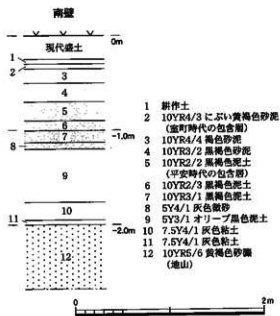 南壁
現代盛土
0m
1
2
3
4
5
6
-1.0m
7
8
9
10
11
-2.0m
12
1 耕作土
2 10YR4/3 にぶい黄褐色砂泥
(室町時代の包含層)
3 10YR4/4 褐色砂泥
4 10YR3/2 黒褐色砂泥
5 10YR2/2 黒褐色泥土
(平安時代の包含層)
6 10YR2/3 黒褐色泥土
7 10YR3/1 黒褐色泥土
8 5Y4/1 灰色微砂
9 5Y3/1 オリーブ黒色泥土
10 7.5Y4/1 灰色粘土
11 7.5Y4/1 灰色粘土
12 10YR5/6 黄褐色砂礫
(地山)
0
2m